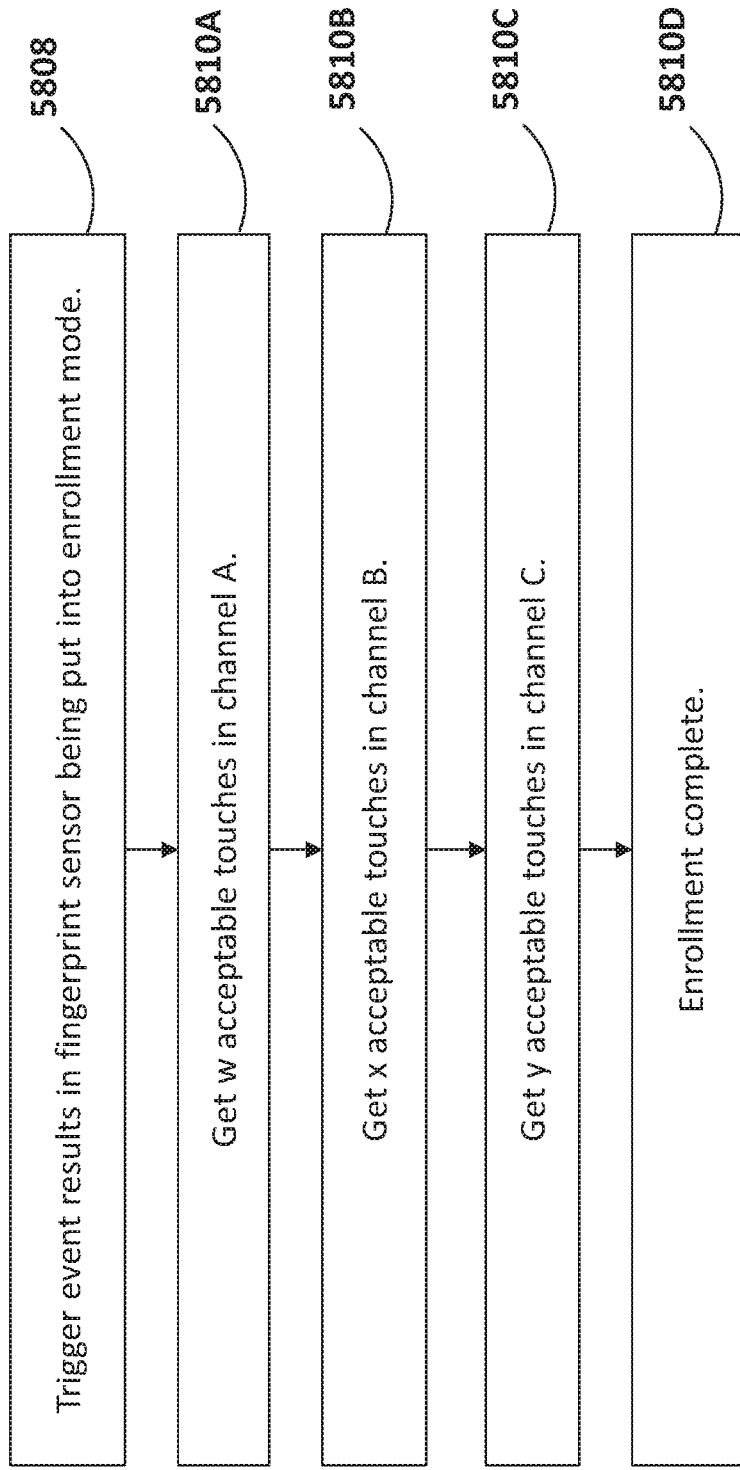 Trigger event results in fingerprint sensor being put into enrollment mode.
5808
Get w acceptable touches in channel A.
5810A
Get x acceptable touches in channel B.
5810B
Get y acceptable touches in channel C.
5810C
Enrollment complete.
5810D